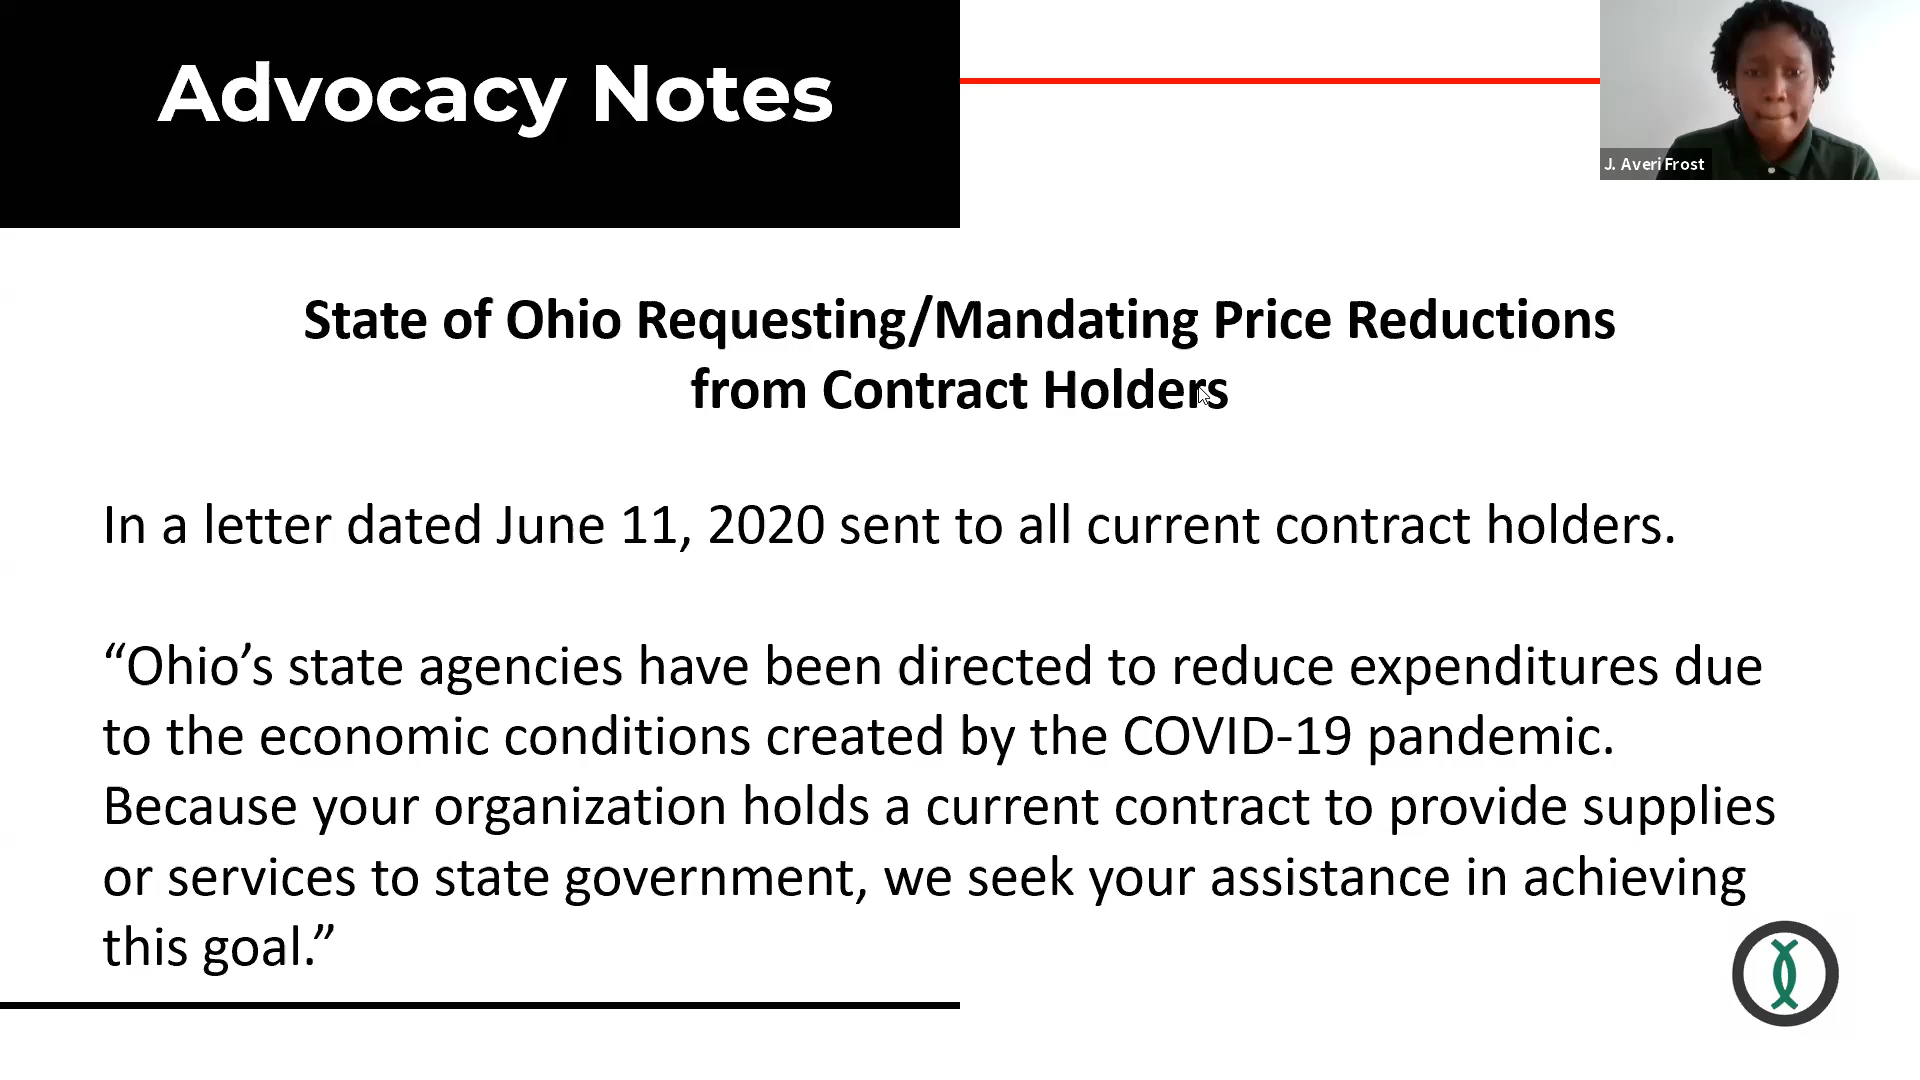 Advocacy Notes
J. Averi Frost
State of Ohio Requesting/Mandating Price Reductions
from Contract Holders
In a letter dated June 11, 2020 sent to all current contract holders.
“Ohio’s state agencies have been directed to reduce expenditures due
to the economic conditions created by the COVID-19 pandemic.
Because your organization holds a current contract to provide supplies
or services to state government, we seek your assistance in achieving
this goal.”